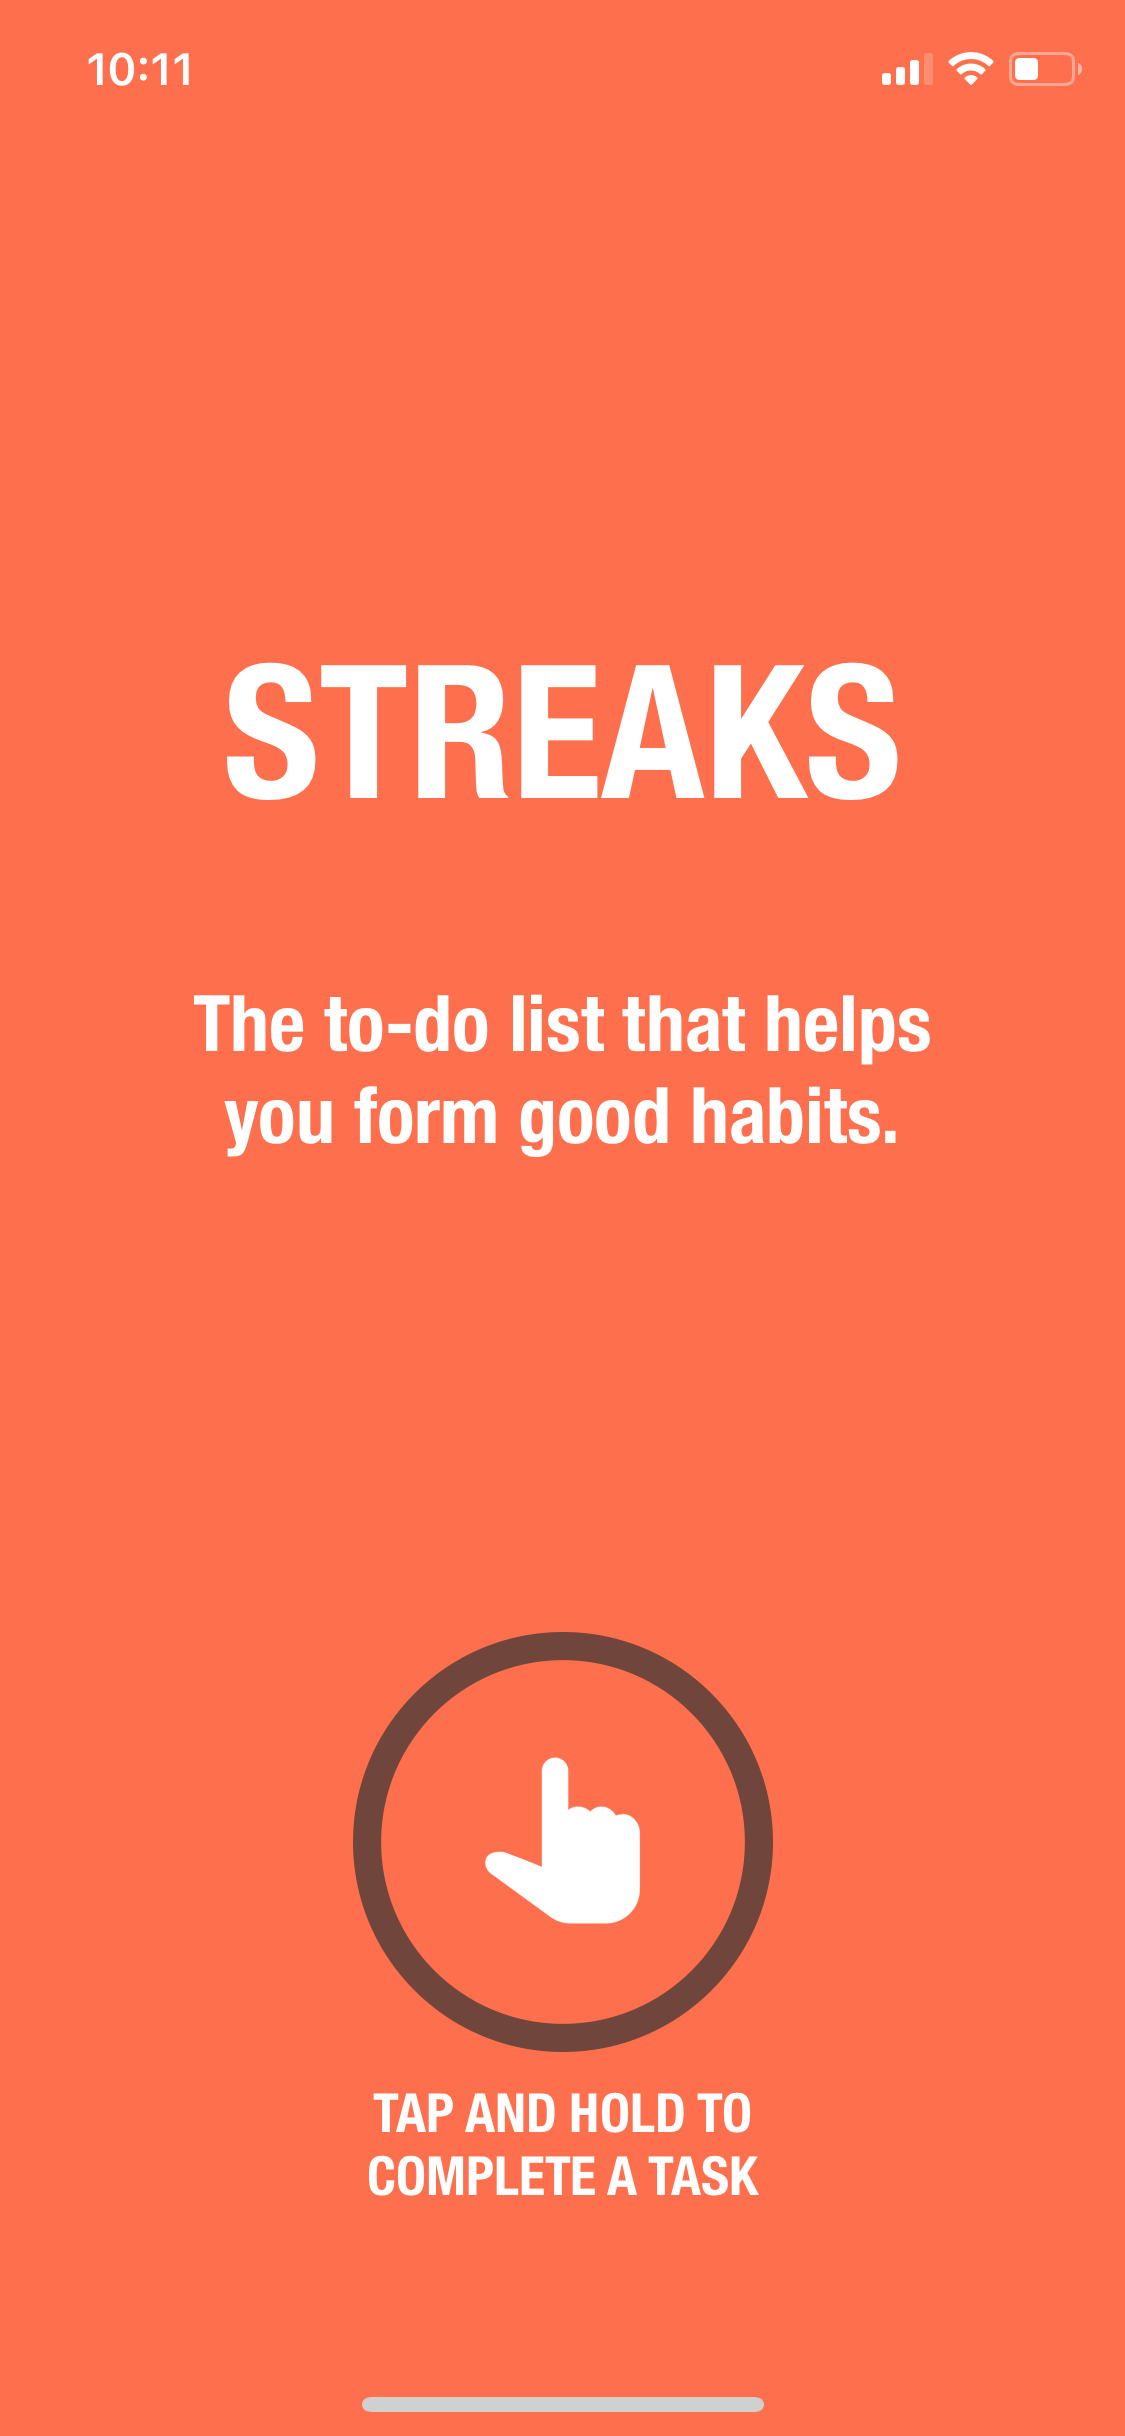 10:11
STREAKS
The to-do list that helps
you form good habits.
TAP AND HOLD TO
COMPLETE A TASK